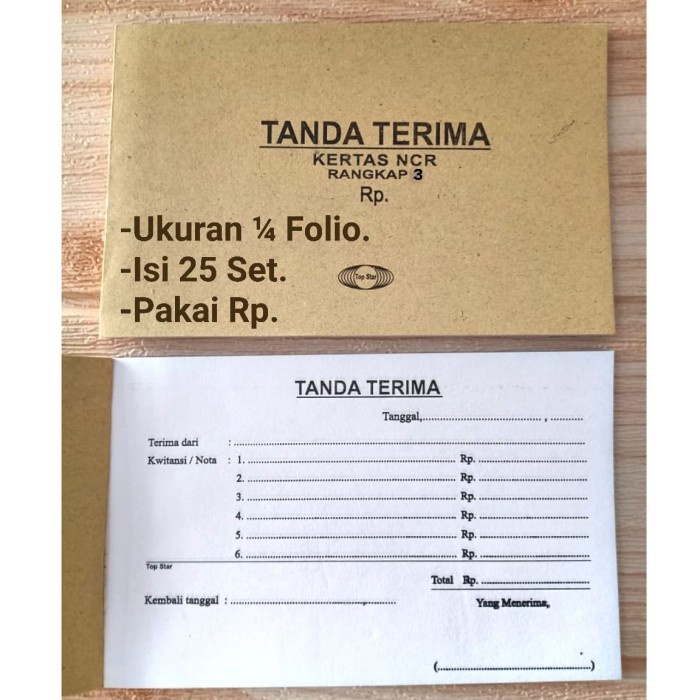 TANDA TERIMA
KERTAS NCR
RANGKAP 3
Rp.
-Ukuran ¼ Folio.
-Isi 25 Set.
-Pakai Rp.
Top Star
TANDA TERIMA
Tanggal,.............................. , .........
Terima dari : ..............................
Kwitansi / Nota : 1. .............................. Rp. ..............................
2. .............................. Rp. ..............................
3. .............................. Rp. ..............................
4. .............................. Rp. ..............................
5. .............................. Rp. ..............................
6. .............................. Rp. ..............................
Top Star
Total Rp. ..............................
Kembali tanggal : ..............................
Yang Menerima,
(..............................)